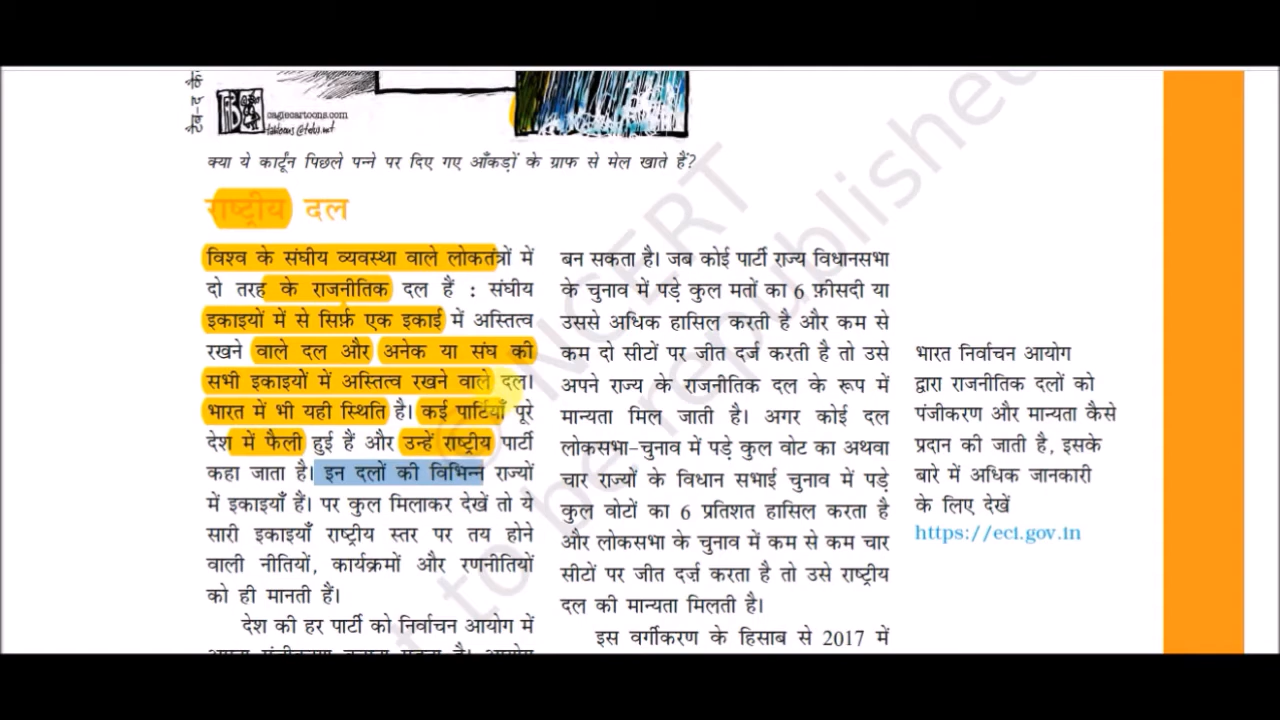 caglecartoons.com
क्या ये कार्टून पिछले पन्ने पर दिए गए आँकड़ों के ग्राफ से मेल खाते हैं?
राष्ट्रीय दल
विश्व के संघीय व्यवस्था वाले लोकतंत्रों में
दो तरह के राजनीतिक दल हैं : संघीय
इकाइयों में से सिर्फ़ एक इकाई में अस्तित्व
रखने वाले दल और अनेक या संघ की
सभी इकाइयों में अस्तित्व रखने वाले दल।
भारत में भी यही स्थिति है। कई पार्टियाँ पूरे
देश में फैली हुई हैं और उन्हें राष्ट्रीय पार्टी
कहा जाता है। इन दलों की विभिन्न राज्यों
में इकाइयाँ हैं। पर कुल मिलाकर देखें तो ये
सारी इकाइयाँ राष्ट्रीय स्तर पर तय होने
वाली नीतियों, कार्यक्रमों और रणनीतियों
को ही मानती हैं।
देश की हर पार्टी को निर्वाचन आयोग में
बन सकता है। जब कोई पार्टी राज्य विधानसभा
के चुनाव में पड़े कुल मतों का 6 फ़ीसदी या
उससे अधिक हासिल करती है और कम से
कम दो सीटों पर जीत दर्ज करती है तो उसे
अपने राज्य के राजनीतिक दल के रूप में
मान्यता मिल जाती है। अगर कोई दल
लोकसभा-चुनाव में पड़े कुल वोट का अथवा
चार राज्यों के विधान सभाई चुनाव में पड़े
कुल वोटों का 6 प्रतिशत हासिल करता है
और लोकसभा के चुनाव में कम से कम चार
सीटों पर जीत दर्ज करता है तो उसे राष्ट्रीय
दल की मान्यता मिलती है।
इस वर्गीकरण के हिसाब से 2017 में
भारत निर्वाचन आयोग
द्वारा राजनीतिक दलों को
पंजीकरण और मान्यता कैसे
प्रदान की जाती है, इसके
बारे में अधिक जानकारी
के लिए देखें
https://eci.gov.in
© NCERT
to be republished